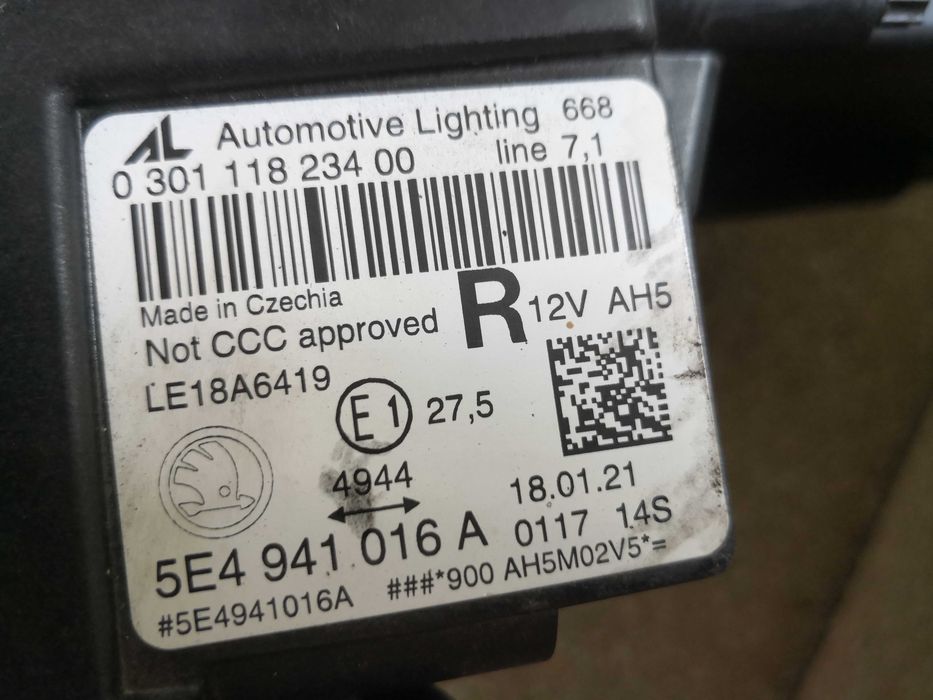 AL Automotive Lighting 668
0 301 118 234 00 line 7,1
Made in Czechia
Not CCC approved R 12V AH5
LE18A6419
E1 27,5
4944
18.01.21
5E4 941 016 A 0117 14S
#5E4941016A ###*900 AH5M02V5*=